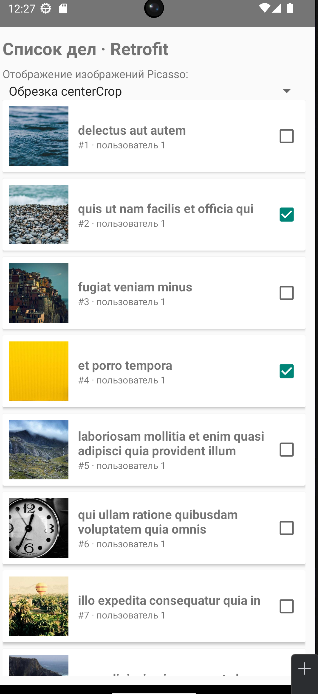 12:27
Список дел · Retrofit
Отображение изображений Picasso:
Обрезка centerCrop
delectus aut autem
#1 · пользователь 1
quis ut nam facilis et officia qui
#2 · пользователь 1
fugiat veniam minus
#3 · пользователь 1
et porro tempora
#4 · пользователь 1
laboriosam mollitia et enim quasi
adipisci quia provident illum
#5 · пользователь 1
qui ullam ratione quibusdam
voluptatem quia omnis
#6 · пользователь 1
illo expedita consequatur quia in
#7 · пользователь 1